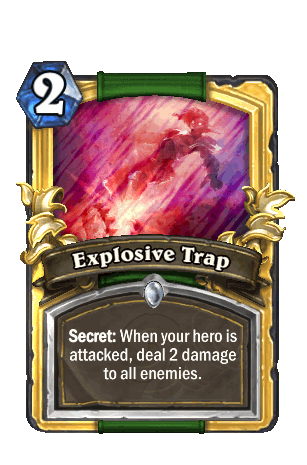 2
Explosive Trap
Secret: When your hero is
attacked, deal 2 damage
to all enemies.